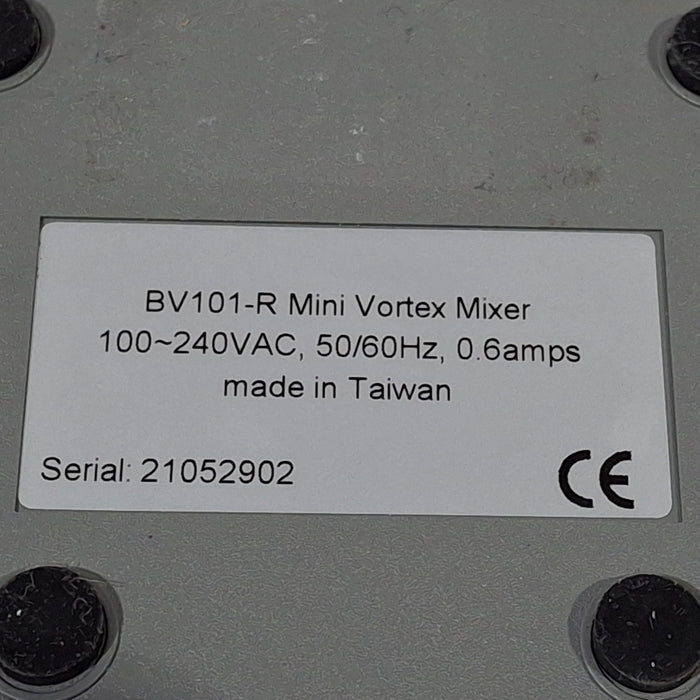 BV101-R Mini Vortex Mixer
100~240VAC, 50/60Hz, 0.6amps
made in Taiwan
Serial: 21052902
CE